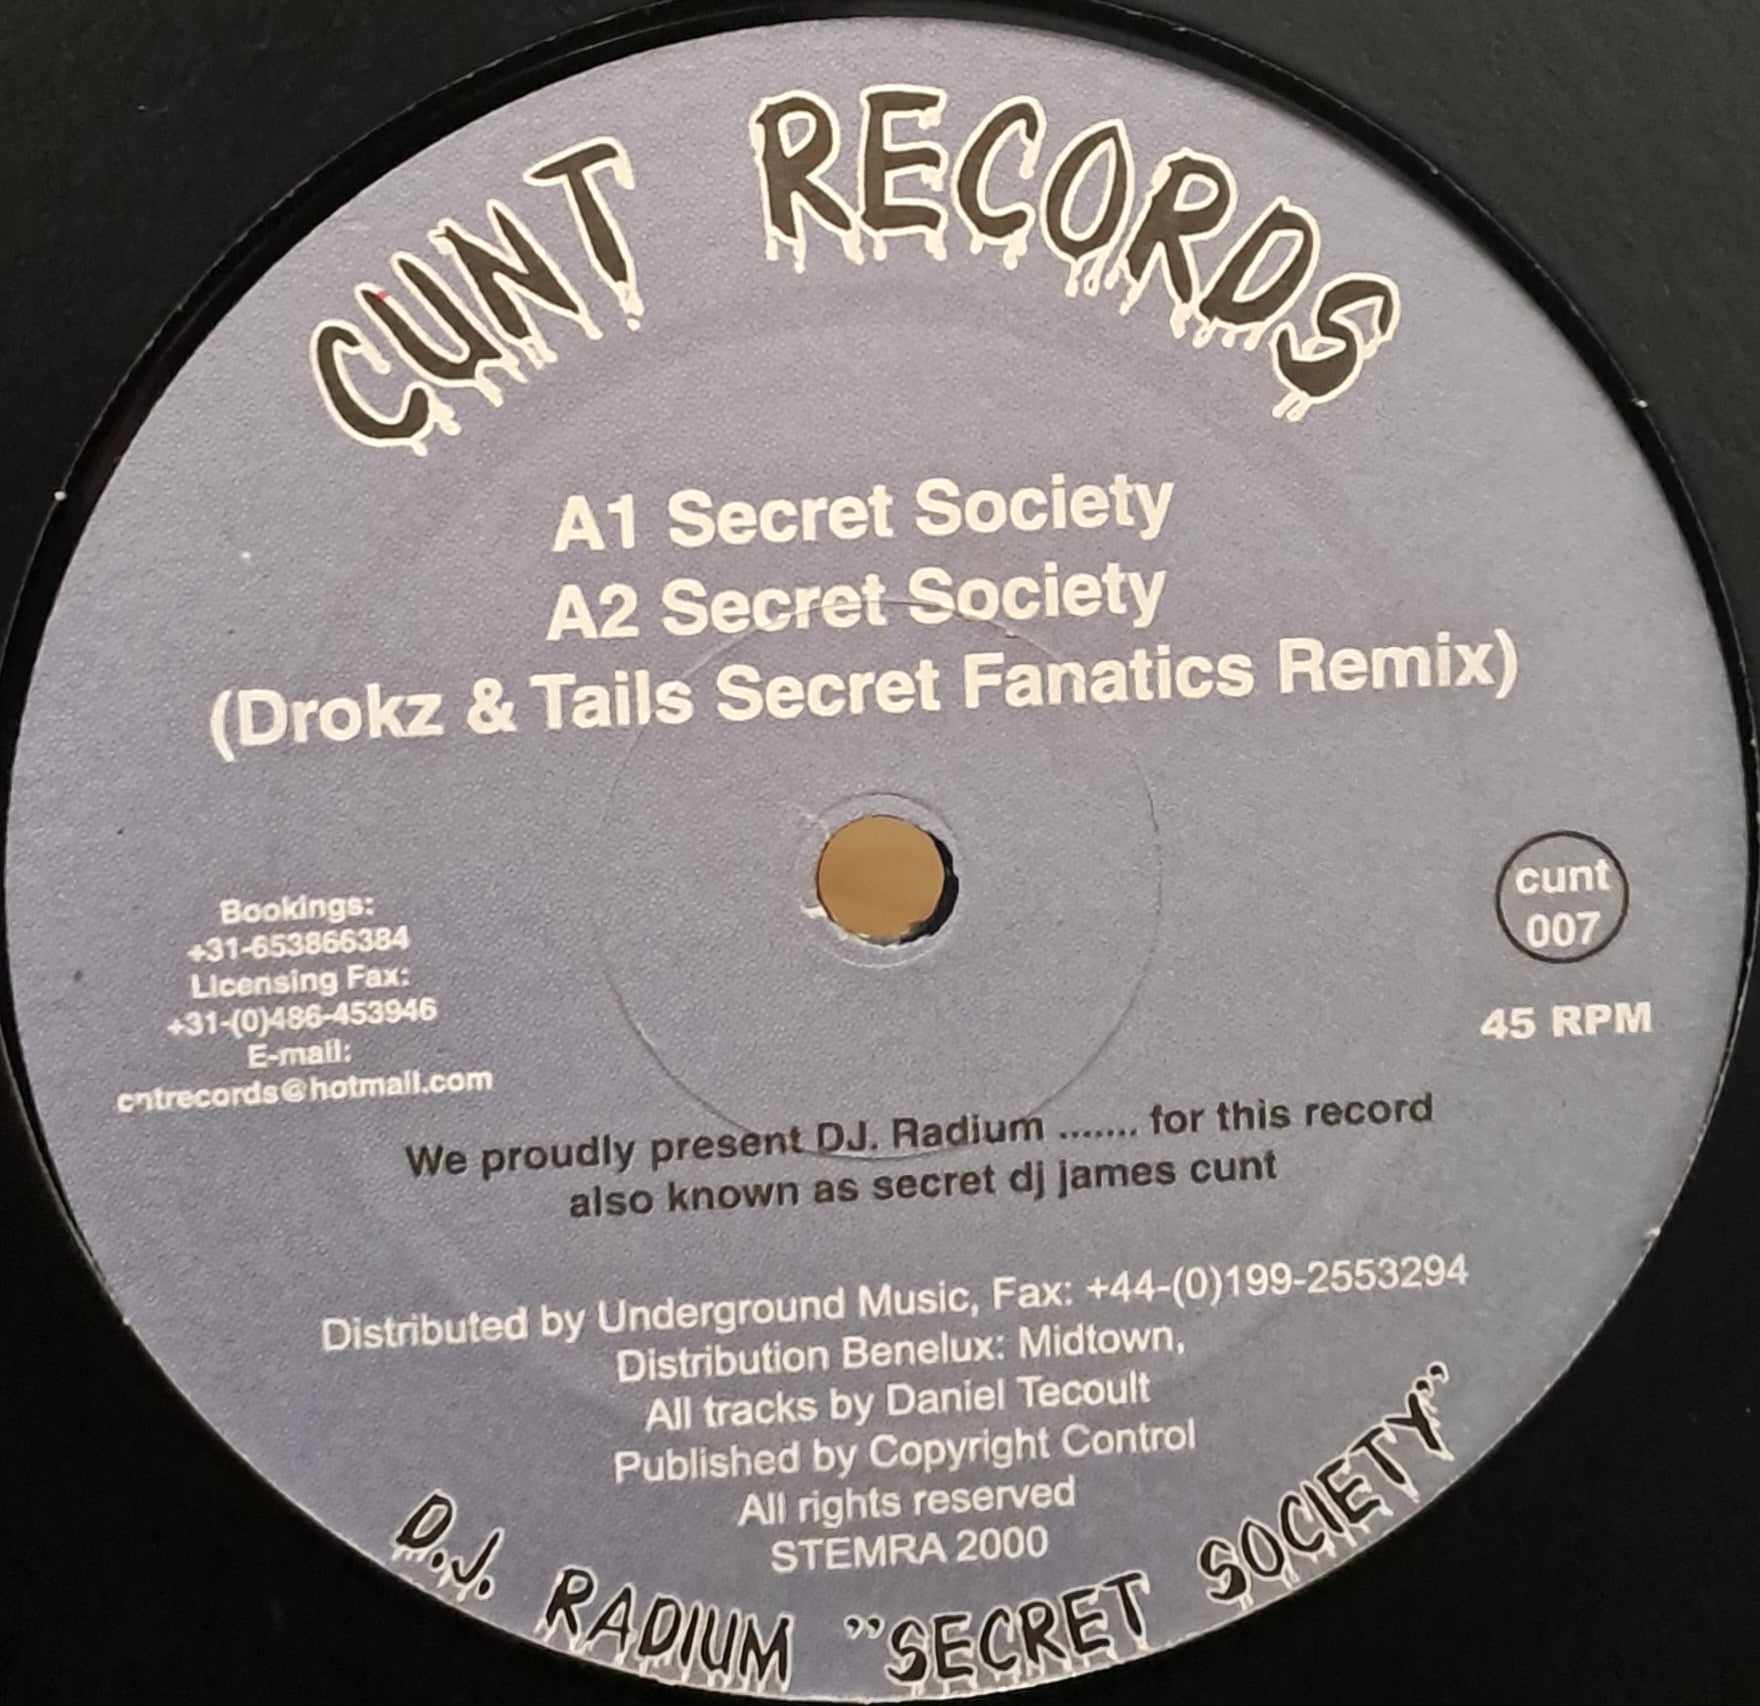 CUNT RECORDS
A1 Secret Society
A2 Secret Society
(Drokz & Tails Secret Fanatics Remix)
Bookings:
+31-653866384
Licensing Fax:
+31-(0)486-453946
E-mail:
cntrecords@hotmail.com
cunt
007
45 RPM
We proudly present DJ. Radium ....... for this record
also known as secret dj james cunt
Distributed by Underground Music, Fax: +44-(0)199-2553294
Distribution Benelux: Midtown,
All tracks by Daniel Tecoult
Published by Copyright Control
All rights reserved
STEMRA 2000
D.J. RADIUM "SECRET SOCIETY"